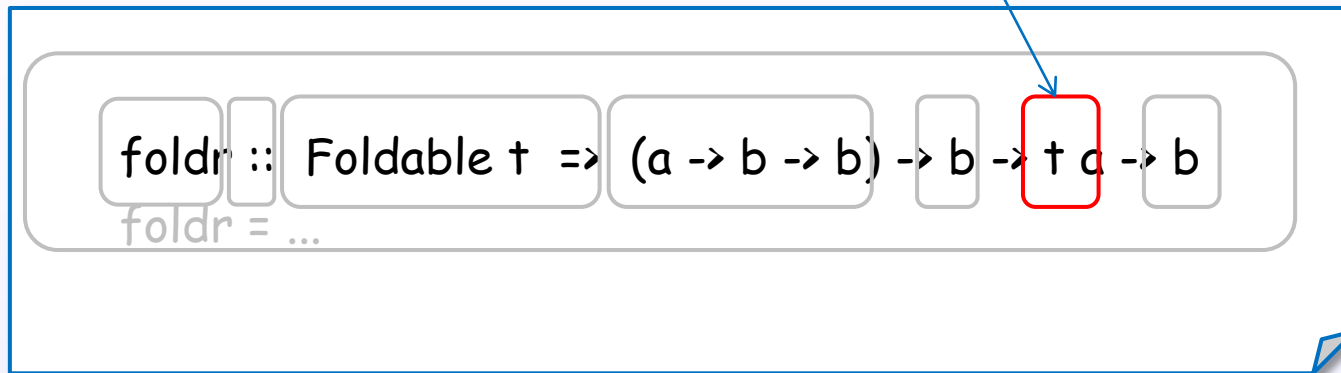 foldr :: Foldable t => (a -> b -> b) -> b -> t a -> b
foldr = ...